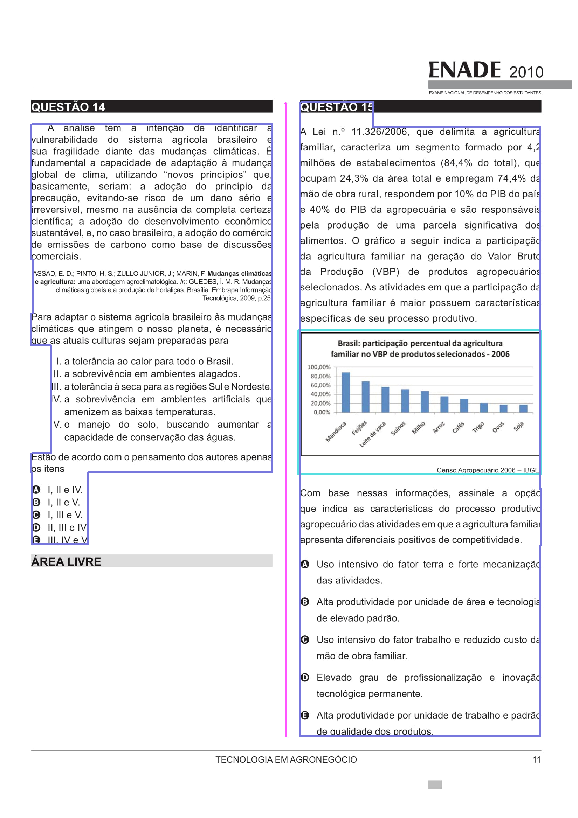 ENADE 2010
EXAME NACIONAL DE DESEMPENHO DOS ESTUDANTES
QUESTÃO 14
A análise tem a intenção de identificar a
vulnerabilidade do sistema agrícola brasileiro e
sua fragilidade diante das mudanças climáticas. É
fundamental a capacidade de adaptação à mudança
global de clima, utilizando “novos princípios” que,
basicamente, seriam: a adoção do princípio da
precaução, evitando-se risco de um dano sério e
irreversível, mesmo na ausência da completa certeza
científica; a adoção do desenvolvimento econômico
sustentável, e, no caso brasileiro, a adoção do comércio
de emissões de carbono como base de discussões
comerciais.
ASSAD, E. D.; PINTO, H. S.; ZULLO JUNIOR, J.; MARIN, F. Mudanças climáticas
e agricultura: uma abordagem agroclimatológica. In: GUEDES, I. M. R. Mudanças
climáticas globais e a produção de hortaliças. Brasília: Embrapa Informação
Tecnológica, 2009, p.25.
Para adaptar o sistema agrícola brasileiro às mudanças
climáticas que atingem o nosso planeta, é necessário
que as atuais culturas sejam preparadas para
I. a tolerância ao calor para todo o Brasil.
II. a sobrevivência em ambientes alagados.
III. a tolerância à seca para as regiões Sul e Nordeste.
IV. a sobrevivência em ambientes artificiais que
amenizem as baixas temperaturas.
V. o manejo do solo, buscando aumentar a
capacidade de conservação das águas.
Estão de acordo com o pensamento dos autores apenas
os itens
A I, II e IV.
B I, II e V.
C I, III e V.
D II, III e IV
E III, IV e V
ÁREA LIVRE
QUESTÃO 15
A Lei n.º 11.326/2006, que delimita a agricultura
familiar, caracteriza um segmento formado por 4,2
milhões de estabelecimentos (84,4% do total), que
ocupam 24,3% da área total e empregam 74,4% da
mão de obra rural, respondem por 10% do PIB do país
e 40% do PIB da agropecuária e são responsáveis
pela produção de uma parcela significativa dos
alimentos. O gráfico a seguir indica a participação
da agricultura familiar na geração do Valor Bruto
da Produção (VBP) de produtos agropecuários
selecionados. As atividades em que a participação da
agricultura familiar é maior possuem características
específicas de seu processo produtivo.
Brasil: participação percentual da agricultura
familiar no VBP de produtos selecionados - 2006
100,00%
80,00%
60,00%
40,00%
20,00%
0,00%
Mandioca Feijões Leite de vaca Suínos Milho Arroz Café Trigo Ovos Soja
Censo Agropecuário 2006 – IBGE
Com base nessas informações, assinale a opção
que indica as características do processo produtivo
agropecuário das atividades em que a agricultura familiar
apresenta diferenciais positivos de competitividade.
A Uso intensivo do fator terra e forte mecanização
das atividades.
B Alta produtividade por unidade de área e tecnologia
de elevado padrão.
C Uso intensivo do fator trabalho e reduzido custo da
mão de obra familiar.
D Elevado grau de profissionalização e inovação
tecnológica permanente.
E Alta produtividade por unidade de trabalho e padrão
de qualidade dos produtos.
TECNOLOGIA EM AGRONEGÓCIO 11